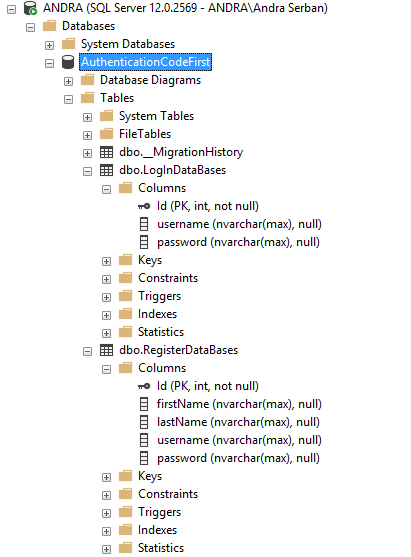 ANDRA (SQL Server 12.0.2569 - ANDRA\Andra Serban)
Databases
System Databases
AuthenticationCodeFirst
Database Diagrams
Tables
System Tables
FileTables
dbo.__MigrationHistory
dbo.LogInDataBases
Columns
Id (PK, int, not null)
username (nvarchar(max), null)
password (nvarchar(max), null)
Keys
Constraints
Triggers
Indexes
Statistics
dbo.RegisterDataBases
Columns
Id (PK, int, not null)
firstName (nvarchar(max), null)
lastName (nvarchar(max), null)
username (nvarchar(max), null)
password (nvarchar(max), null)
Keys
Constraints
Triggers
Indexes
Statistics